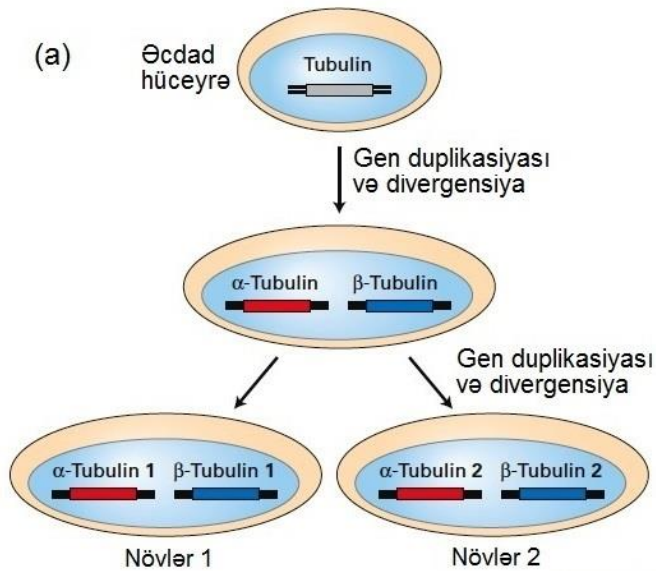 (a)
Əcdad
hüceyrə
Tubulin
Gen duplikasiyası
və divergensiya
α-Tubulin β-Tubulin
Gen duplikasiyası
və divergensiya
α-Tubulin 1 β-Tubulin 1
α-Tubulin 2 β-Tubulin 2
Növlər 1
Növlər 2